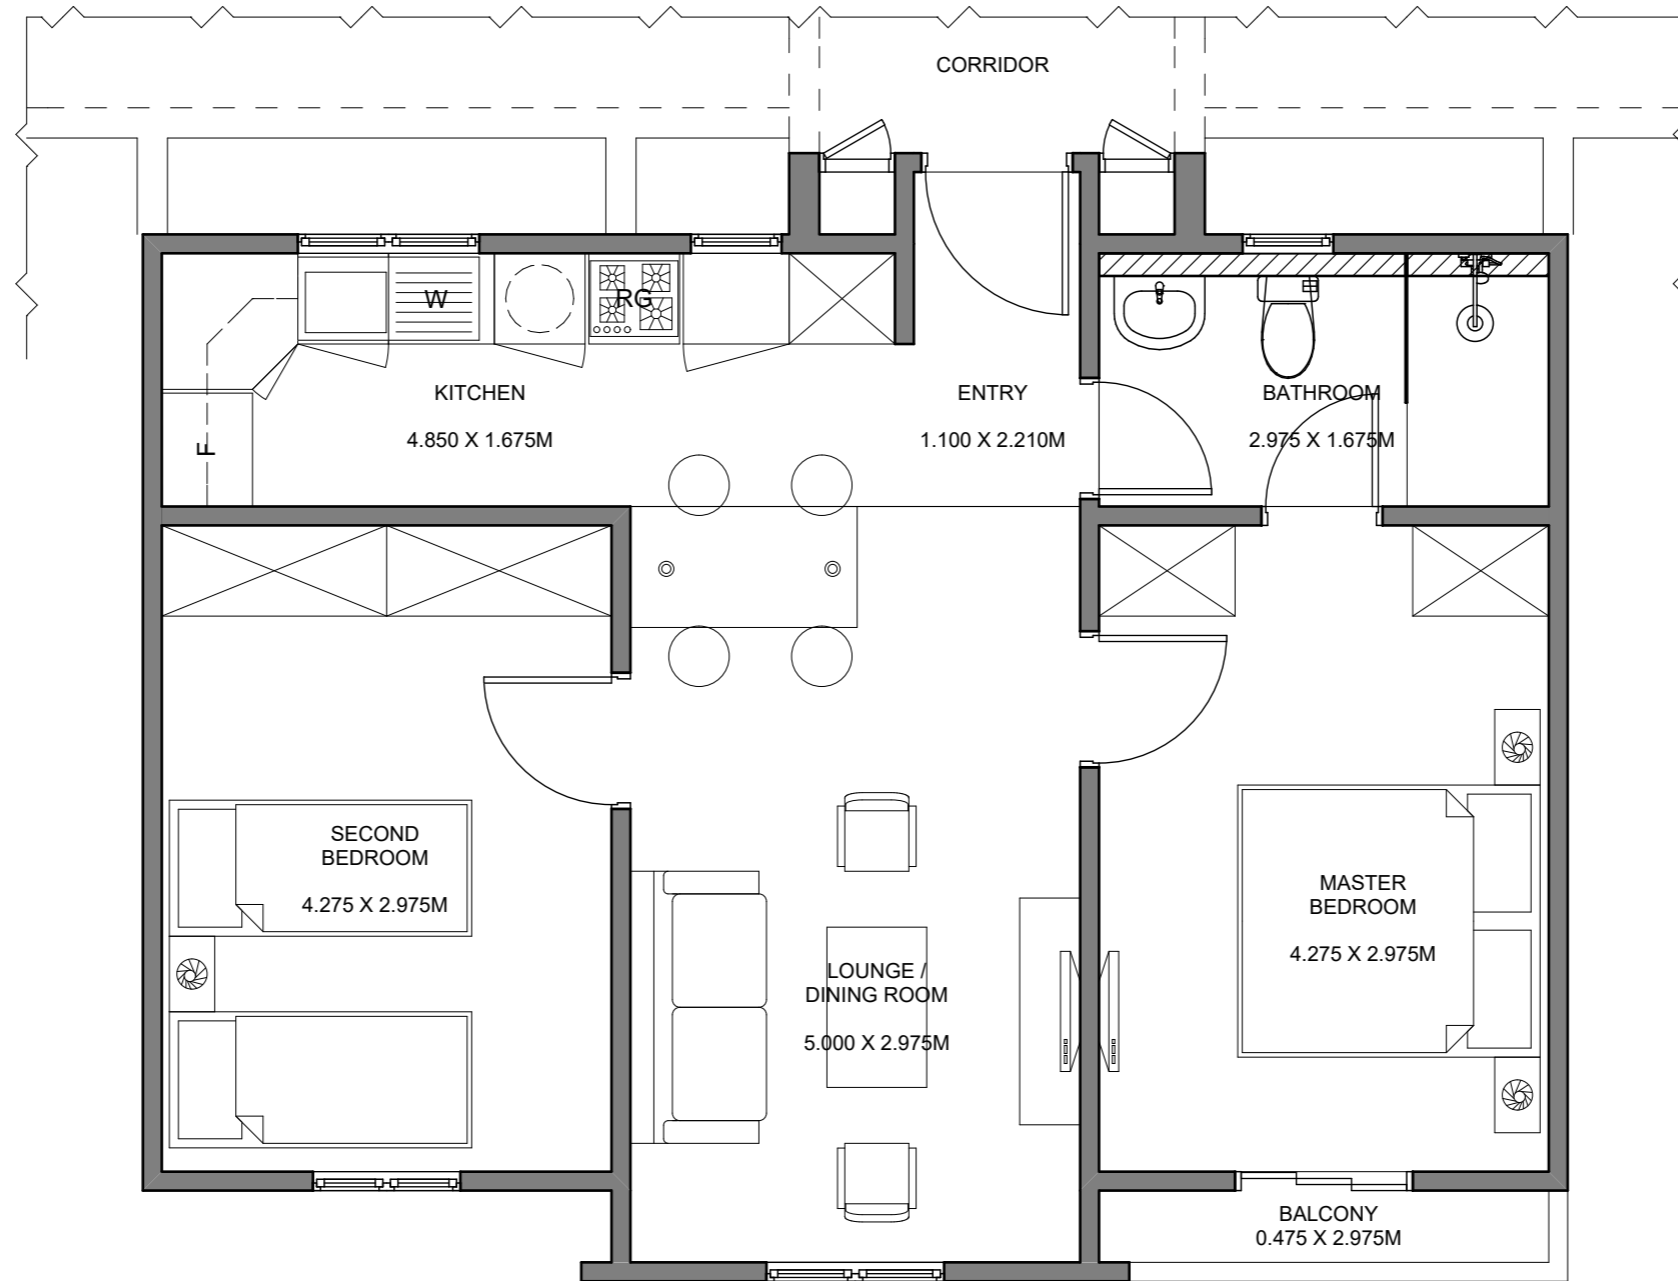 CORRIDOR
W
RG
F
KITCHEN
4.850 X 1.675M
ENTRY
1.100 X 2.210M
BATHROOM
2.975 X 1.675M
SECOND
BEDROOM
4.275 X 2.975M
LOUNGE /
DINING ROOM
5.000 X 2.975M
MASTER
BEDROOM
4.275 X 2.975M
BALCONY
0.475 X 2.975M